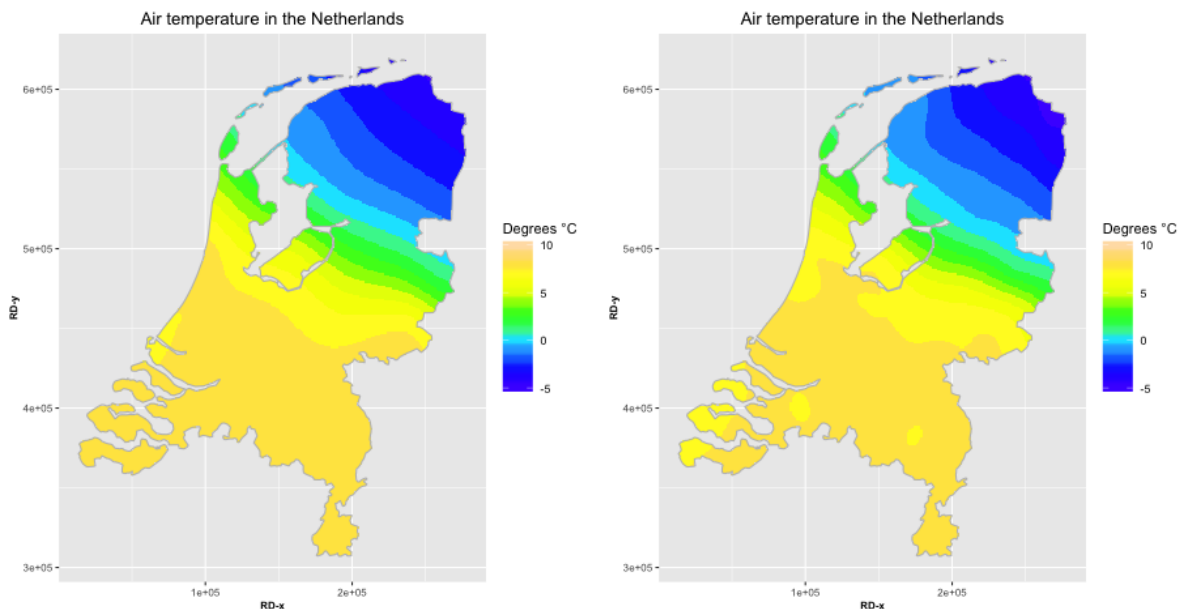 Air temperature in the Netherlands
6e+05
5e+05
4e+05
3e+05
RD-y
1e+05
2e+05
RD-x
Degrees °C
10
5
0
-5
Air temperature in the Netherlands
6e+05
5e+05
4e+05
3e+05
RD-y
1e+05
2e+05
RD-x
Degrees °C
10
5
0
-5